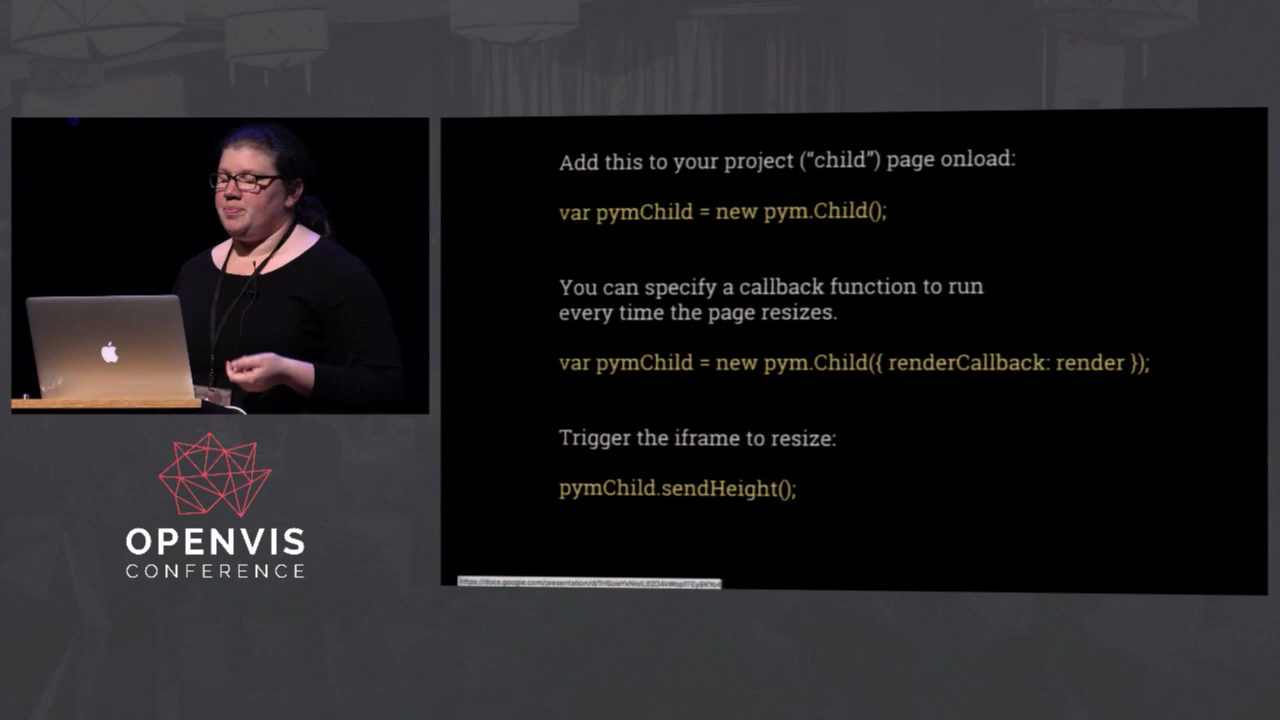 Add this to your project (“child”) page onload:
var pymChild = new pym.Child();
You can specify a callback function to run
every time the page resizes.
var pymChild = new pym.Child({ renderCallback: render });
Trigger the iframe to resize:
pymChild.sendHeight();
OPENVIS
CONFERENCE